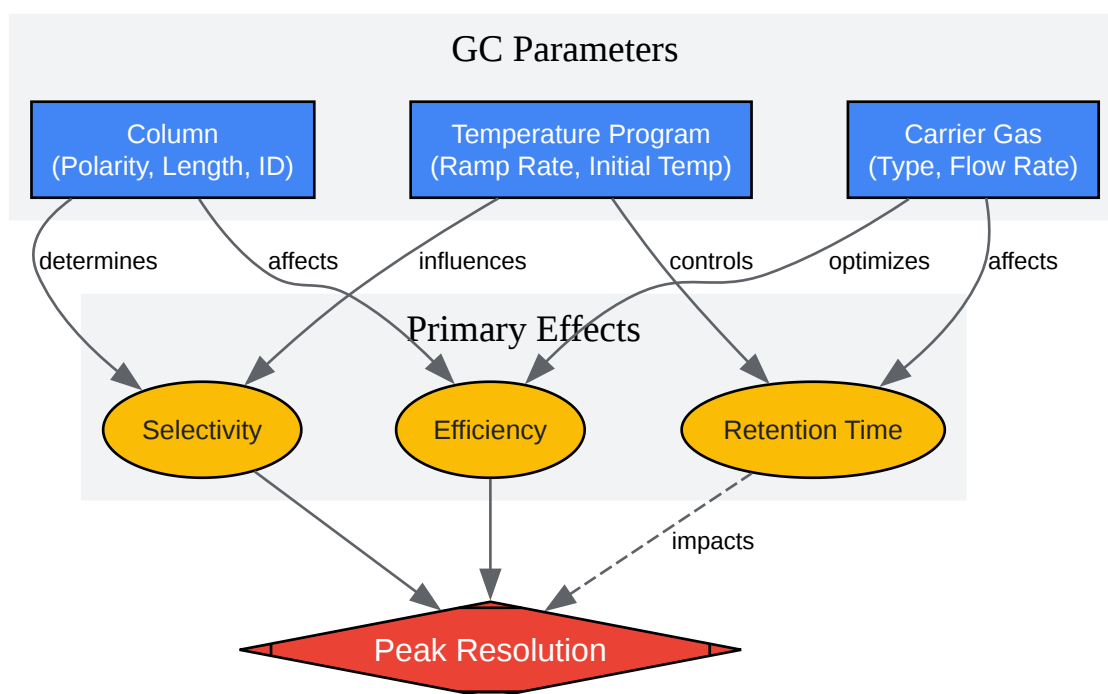 GC Parameters
Column
(Polarity, Length, ID)
Temperature Program
(Ramp Rate, Initial Temp)
Carrier Gas
(Type, Flow Rate)
determines
affects
influences
controls
optimizes
affects
Primary Effects
Selectivity
Efficiency
Retention Time
impacts
Peak Resolution